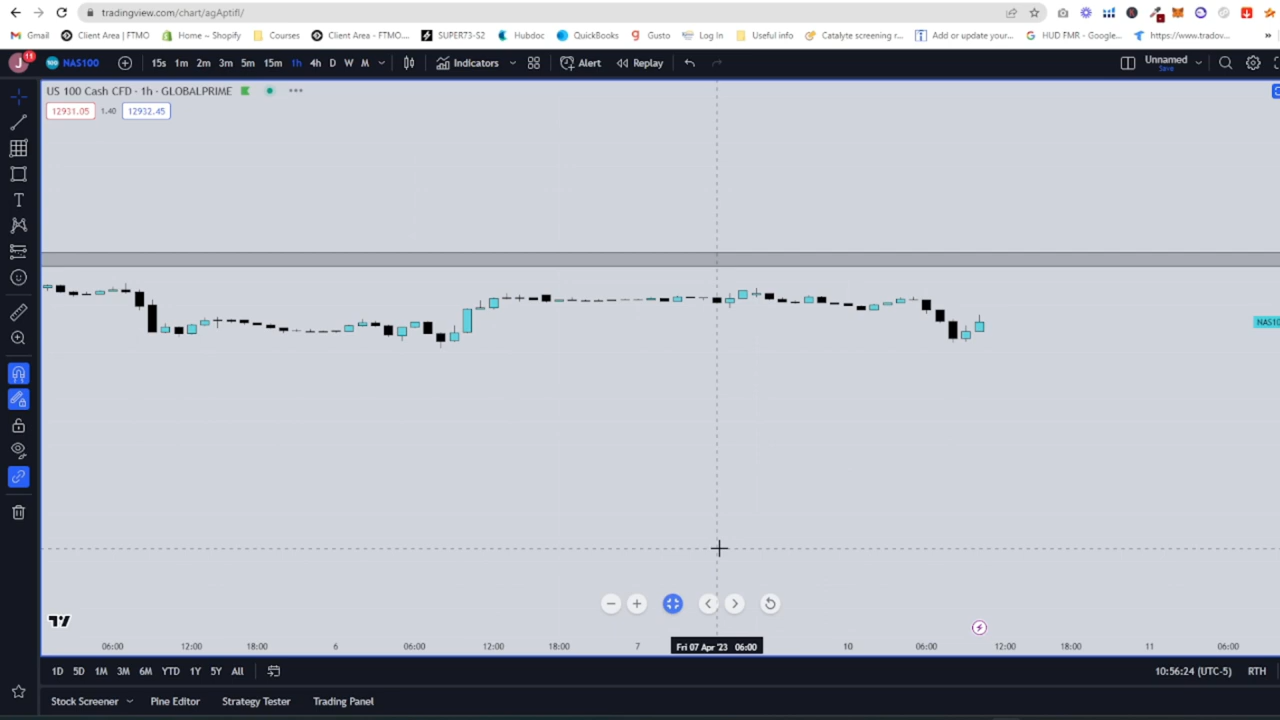 tradingview.com/chart/agAptifl/
Gmail Client Area | FTMO Home ~ Shopify Courses Client Area - FTMO.... SUPER73-S2 Hubdoc QuickBooks Gusto Log In Useful info Catalyte screening r... Add or update your... HUD FMR - Google... https://www.tradov... »
J 15 100 NAS100 15s 1m 2m 3m 5m 15m 1h 4h D W M Indicators Alert Replay Unnamed
Save
US 100 Cash CFD · 1h · GLOBALPRIME
12931.05 1.40 12932.45
NAS10
06:00 12:00 18:00 6 06:00 12:00 18:00 7 Fri 07 Apr '23 06:00 10 06:00 12:00 18:00 11 06:00
1D 5D 1M 3M 6M YTD 1Y 5Y All 10:56:24 (UTC-5) RTH
Stock Screener Pine Editor Strategy Tester Trading Panel